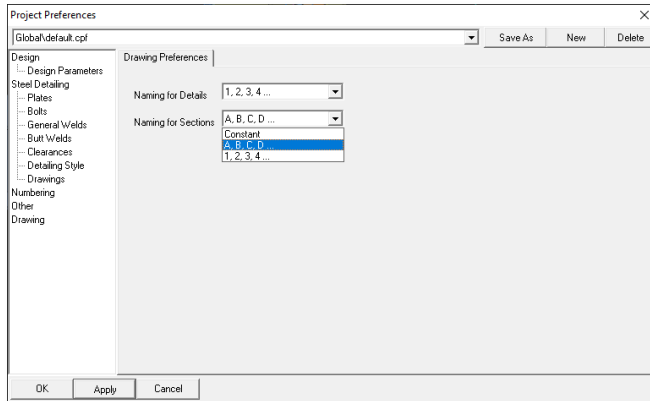 Project Preferences
Global\default.cpf
Save As
New
Delete
Design
Design Parameters
Steel Detailing
Plates
Bolts
General Welds
Butt Welds
Clearances
Detailing Style
Drawings
Numbering
Other
Drawing
Drawing Preferences
Naming for Details
1, 2, 3, 4 ...
Naming for Sections
A, B, C, D ...
Constant
A, B, C, D ...
1, 2, 3, 4 ...
OK
Apply
Cancel